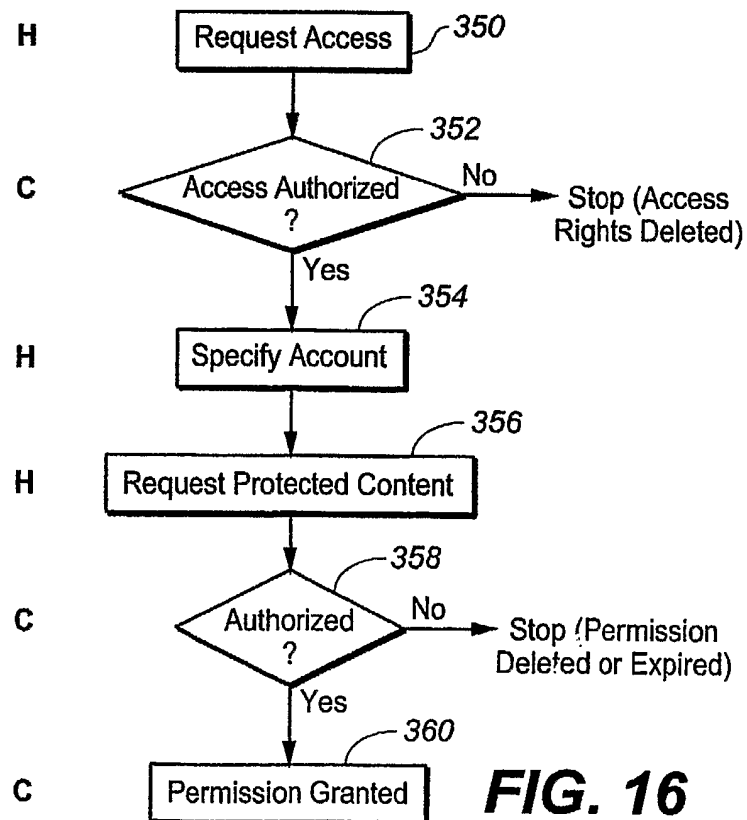 H
Request Access
350
352
C
Access Authorized
?
No
Stop (Access
Rights Deleted)
Yes
354
H
Specify Account
356
H
Request Protected Content
358
C
Authorized
?
No
Stop (Permission
Deleted or Expired)
Yes
360
C
Permission Granted
FIG. 16